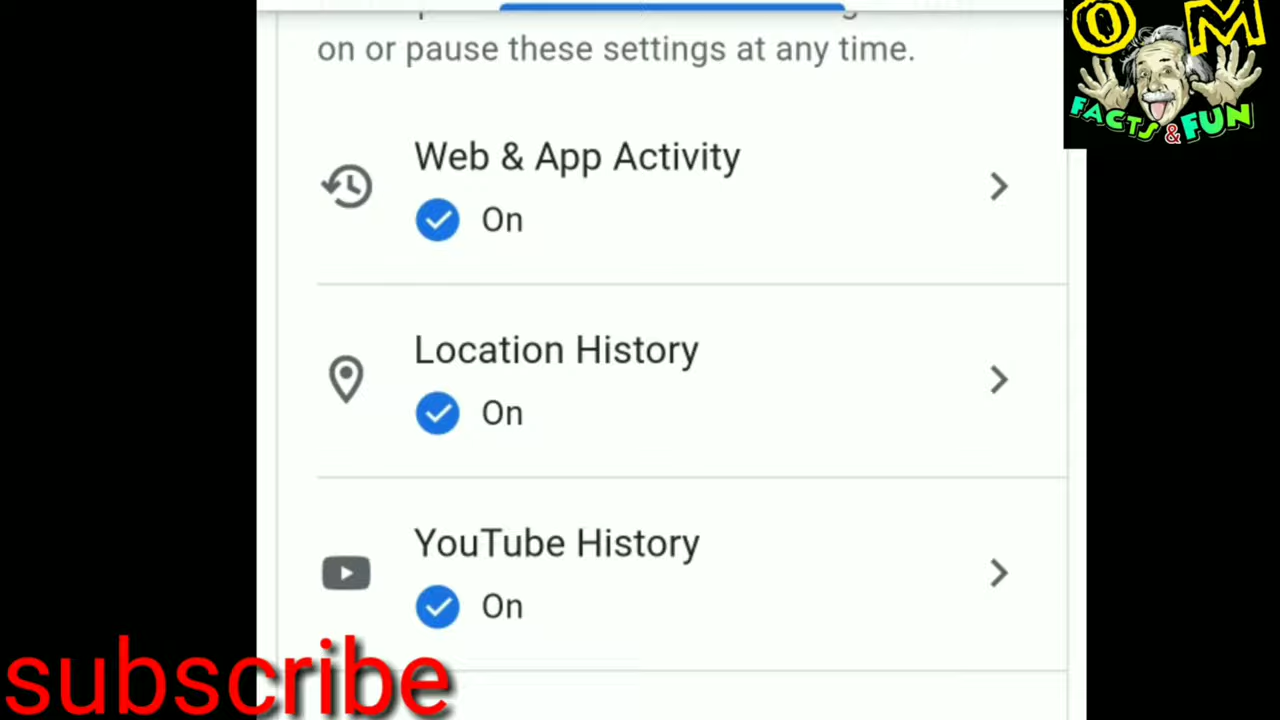 on or pause these settings at any time.
OM
FACTS & FUN
Web & App Activity
On
Location History
On
YouTube History
On
subscribe